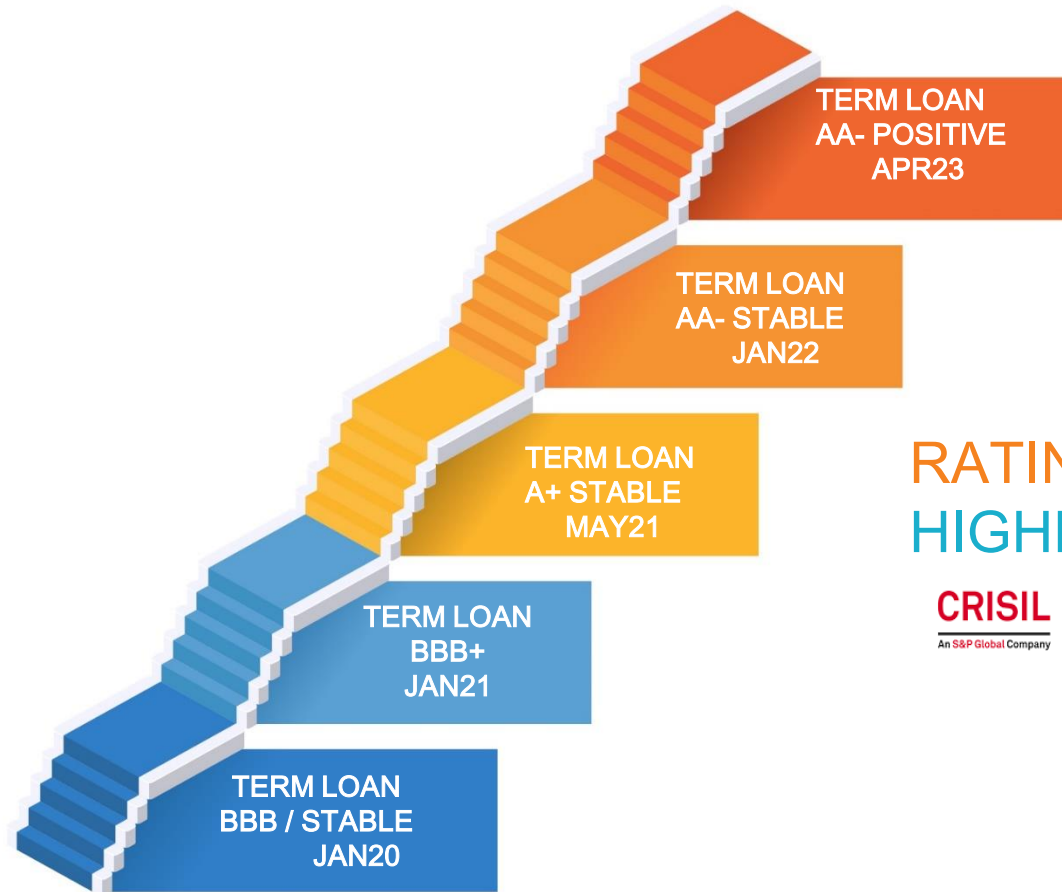 TERM LOAN
AA- POSITIVE
APR23
TERM LOAN
AA- STABLE
JAN22
TERM LOAN
A+ STABLE
MAY21
TERM LOAN
BBB+
JAN21
TERM LOAN
BBB / STABLE
JAN20
CRISIL
An S&P Global Company